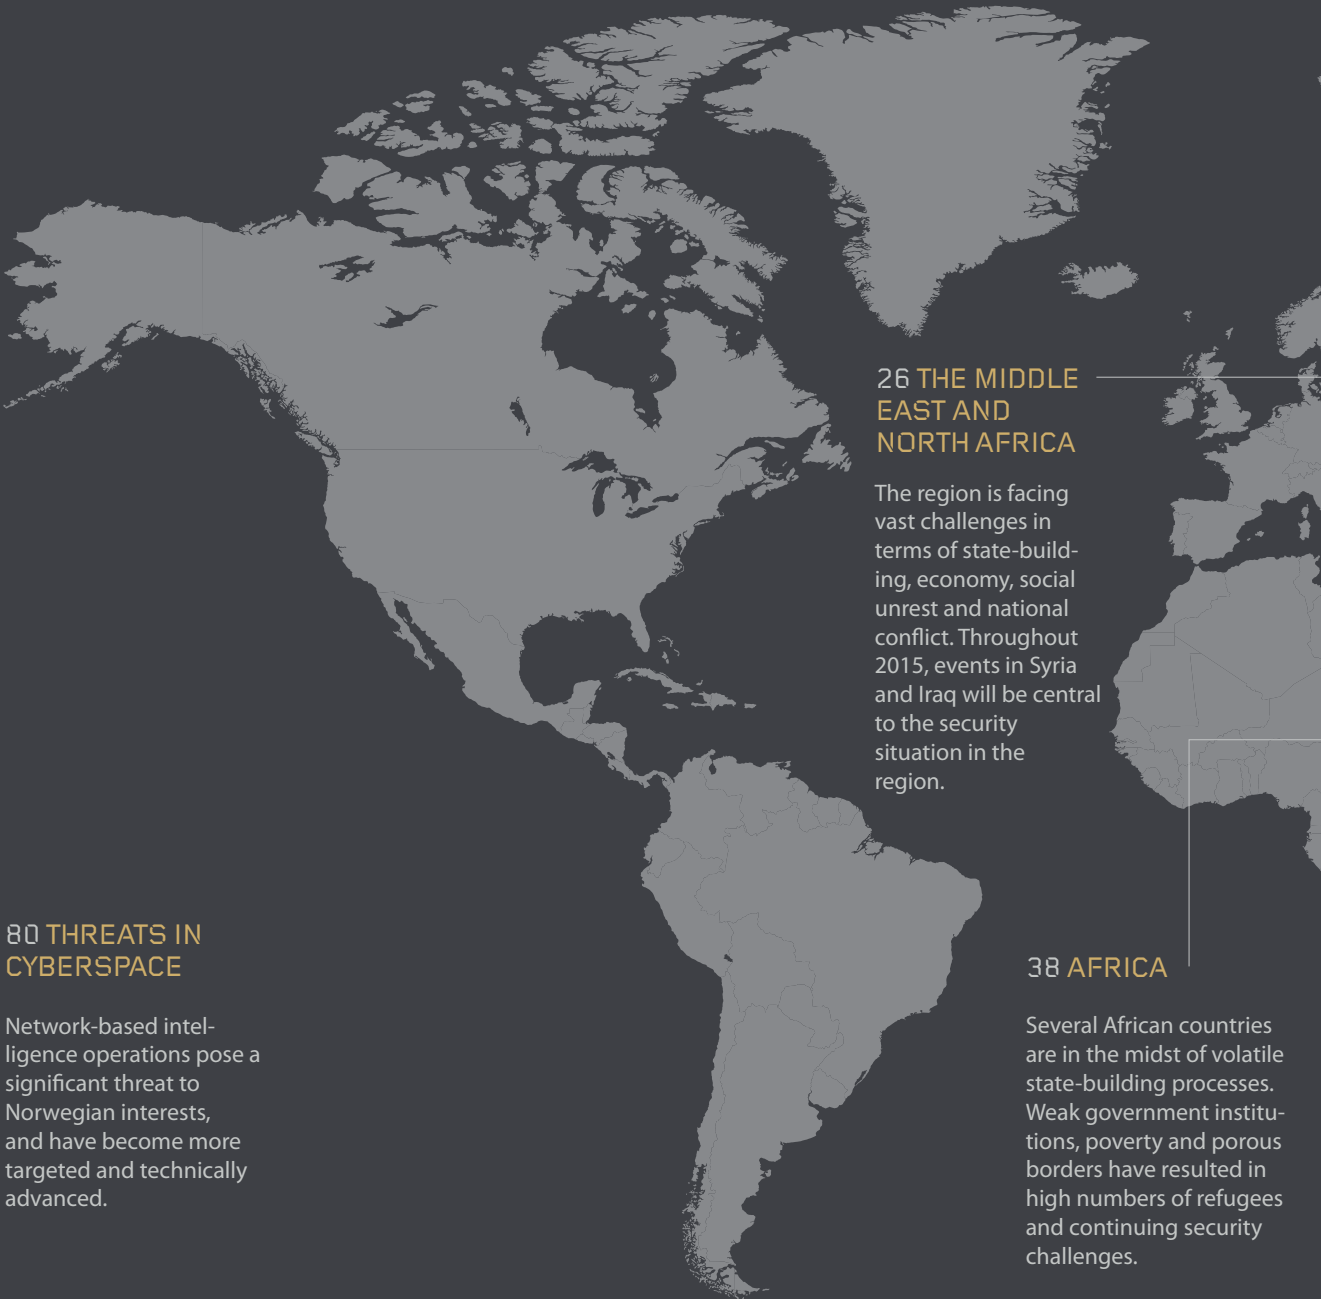 26 THE MIDDLE
EAST AND
NORTH AFRICA
The region is facing
vast challenges in
terms of state-build-
ing, economy, social
unrest and national
conflict. Throughout
2015, events in Syria
and Iraq will be central
to the security
situation in the
region.
80 THREATS IN
CYBERSPACE
Network-based intel-
ligence operations pose a
significant threat to
Norwegian interests,
and have become more
targeted and technically
advanced.
38 AFRICA
Several African countries
are in the midst of volatile
state-building processes.
Weak government institu-
tions, poverty and porous
borders have resulted in
high numbers of refugees
and continuing security
challenges.